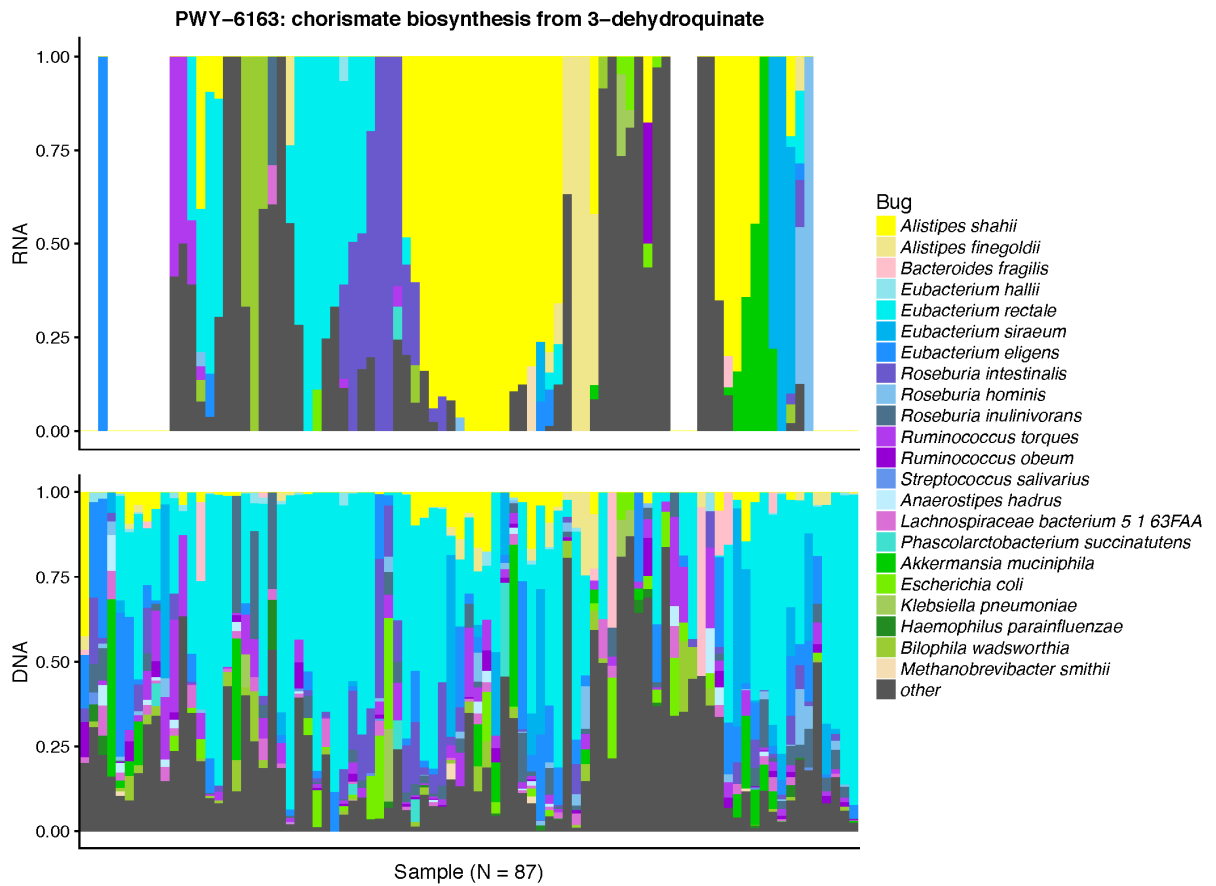 PWY−6163: chorismate biosynthesis from 3−dehydroquinate
1.00
0.75
0.50
0.25
0.00
RNA
1.00
0.75
0.50
0.25
0.00
DNA
Sample (N = 87)
Bug
Alistipes shahii
Alistipes finegoldii
Bacteroides fragilis
Eubacterium hallii
Eubacterium rectale
Eubacterium siraeum
Eubacterium eligens
Roseburia intestinalis
Roseburia hominis
Roseburia inulinivorans
Ruminococcus torques
Ruminococcus obeum
Streptococcus salivarius
Anaerostipes hadrus
Lachnospiraceae bacterium 5 1 63FAA
Phascolarctobacterium succinatutens
Akkermansia muciniphila
Escherichia coli
Klebsiella pneumoniae
Haemophilus parainfluenzae
Bilophila wadsworthia
Methanobrevibacter smithii
other